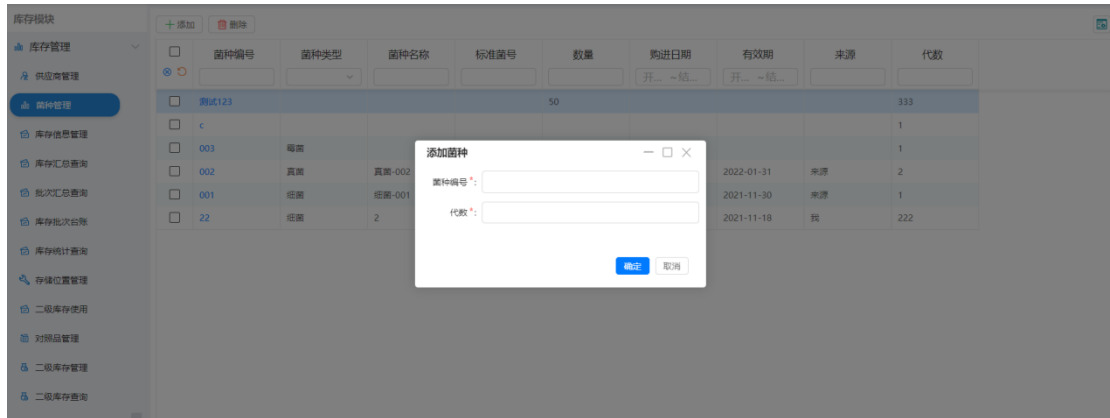 库存模块
库存管理
供应商管理
菌种管理
库存信息管理
库存汇总查询
批次汇总查询
库存批次台账
库存统计查询
存储位置管理
二级库存使用
对照品管理
二级库存管理
二级库存查询
添加 删除
菌种编号 菌种类型 菌种名称 标准菌号 数量 购进日期 有效期 来源 代数
开... ~结... 开... ~结...
测试123 50 333
c 1
003 霉菌 1
002 真菌 真菌-002 2022-01-31 来源 2
001 细菌 细菌-001 2021-11-30 来源 1
22 细菌 2 2021-11-18 我 222
添加菌种
菌种编号*:
代数*:
确定 取消